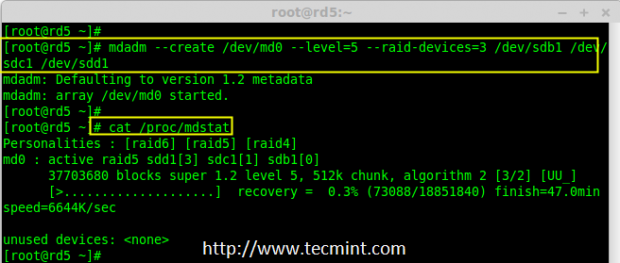 root@rd5:~
[root@rd5 ~]#
[root@rd5 ~]# mdadm --create /dev/md0 --level=5 --raid-devices=3 /dev/sdb1 /dev/
sdc1 /dev/sdd1
mdadm: Defaulting to version 1.2 metadata
mdadm: array /dev/md0 started.
[root@rd5 ~]#
[root@rd5 ~]# cat /proc/mdstat
Personalities : [raid6] [raid5] [raid4]
md0 : active raid5 sdd1[3] sdc1[1] sdb1[0]
      37703680 blocks super 1.2 level 5, 512k chunk, algorithm 2 [3/2] [UU_]
      [>....................]  recovery =  0.3% (73088/18851840) finish=47.0min
speed=6644K/sec

unused devices: <none>
http://www.tecmint.com
[root@rd5 ~]#